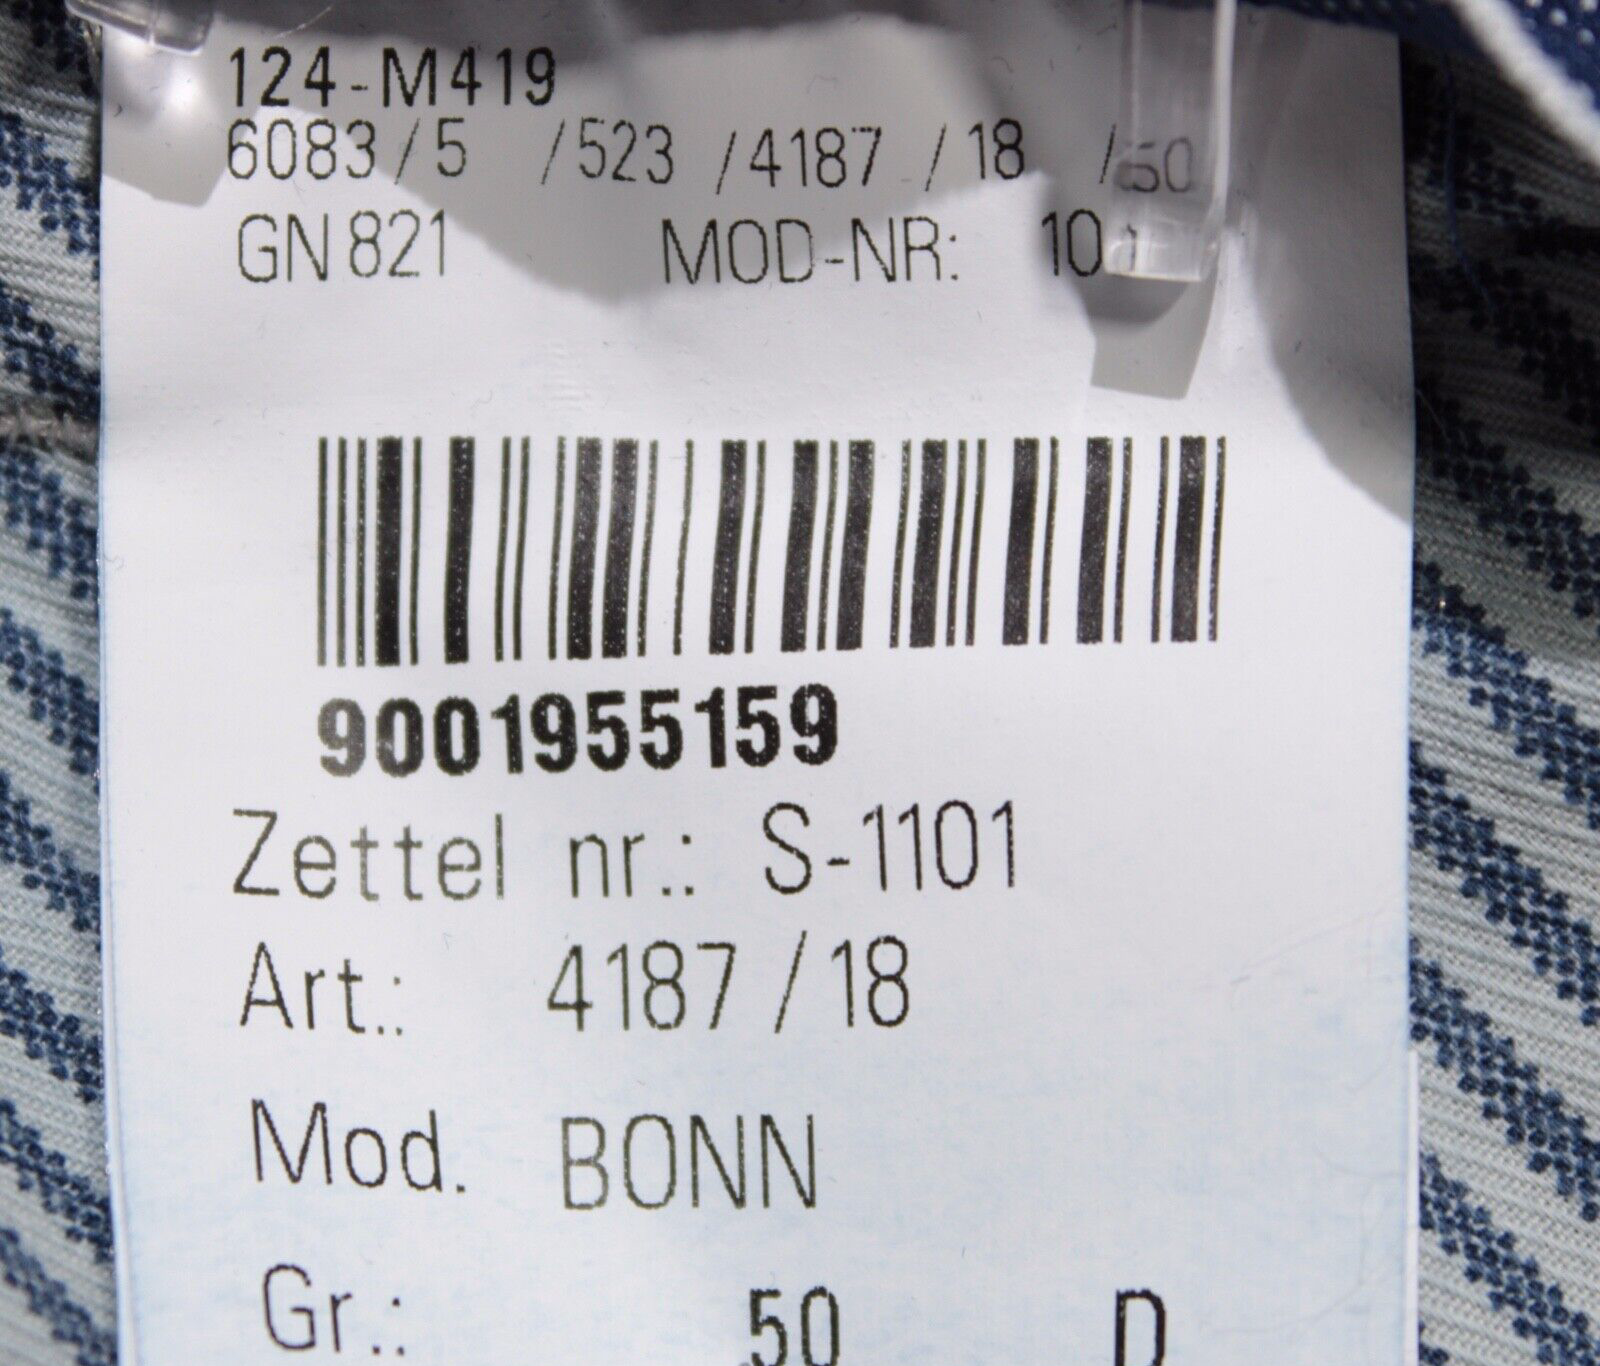 124-M419
6083 / 5 / 523 / 4187 / 18 / 50
GN 821 MOD-NR:
9001955159
Zettel nr.: S-1101
Art.: 4187 / 18
Mod. BONN
Gr.: 50 D